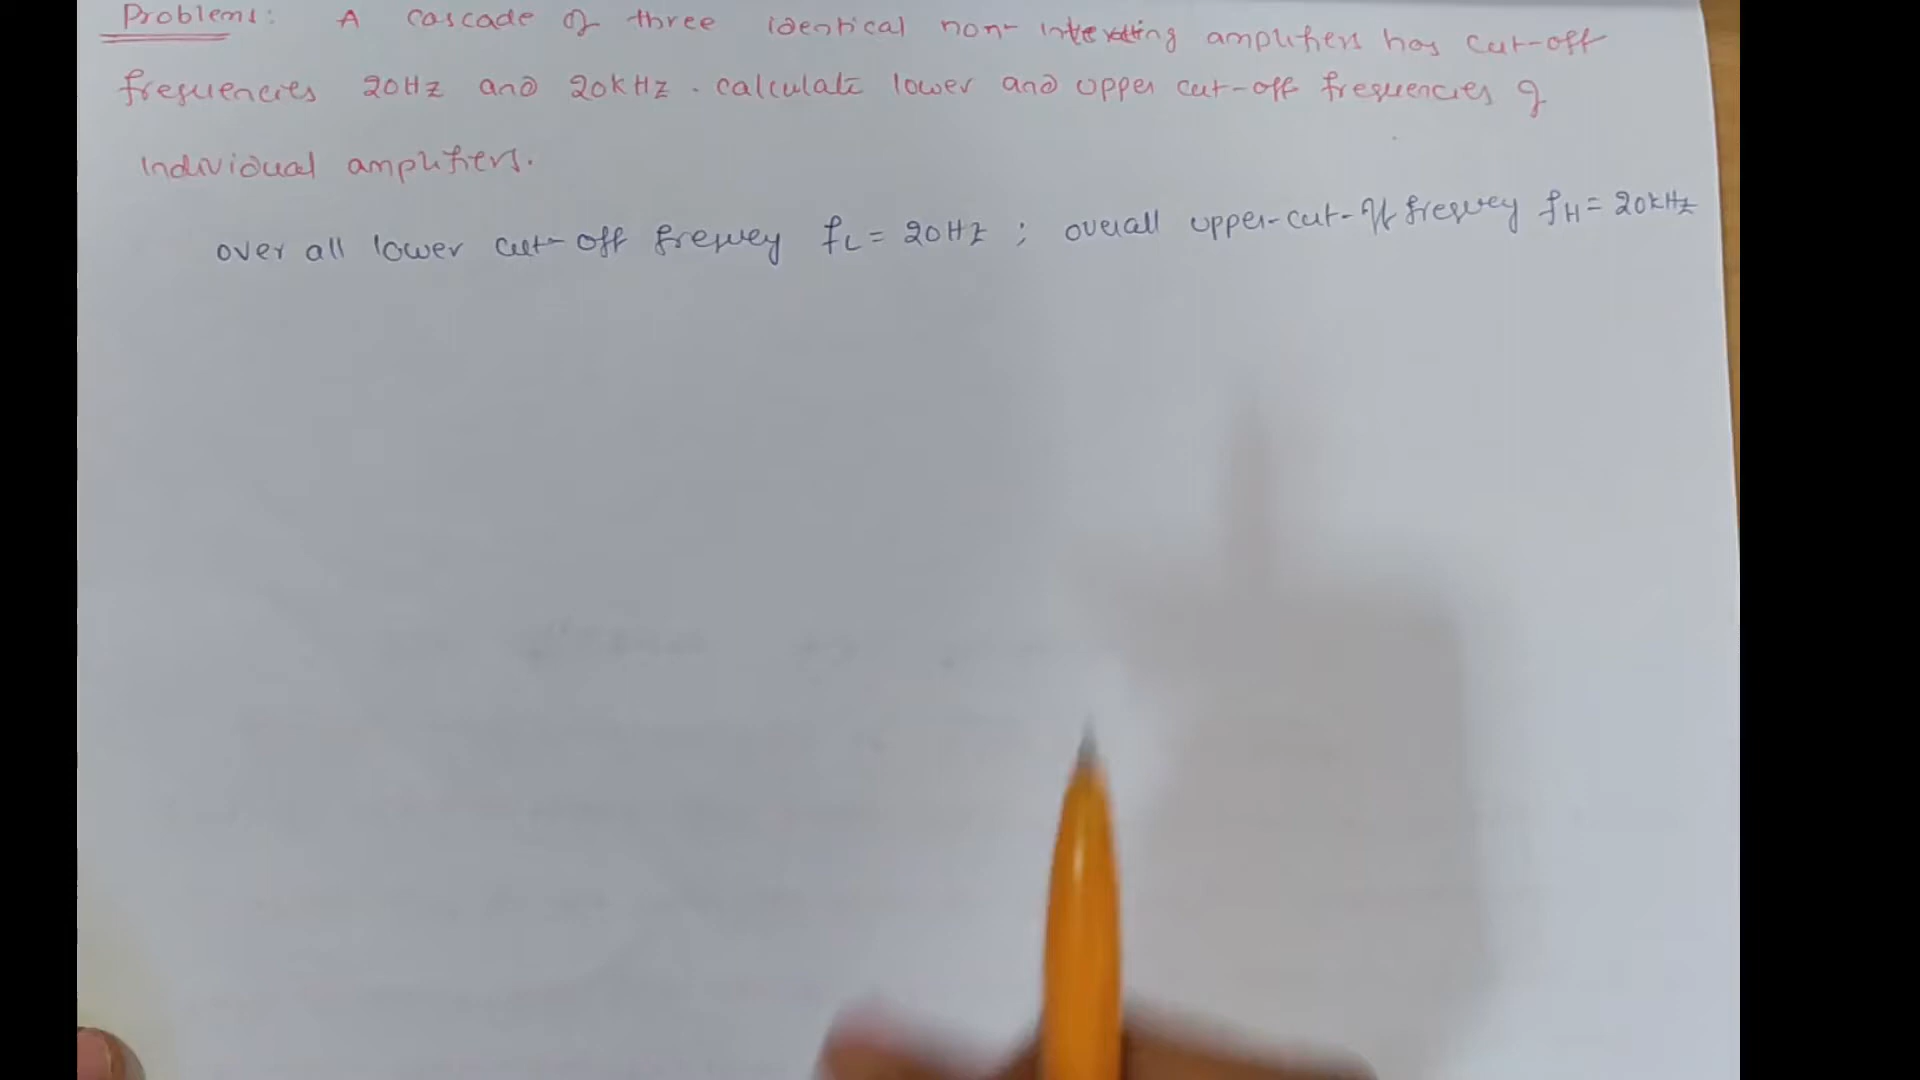 Problems: A cascade of three identical non-interacting amplifiers has cut-off
frequencies 20Hz and 20kHz. calculate lower and upper cut-off frequencies of
Individual amplifiers.
over all lower cut-off frequency fL = 20Hz ; overall upper-cut-off frequency fH = 20kHz